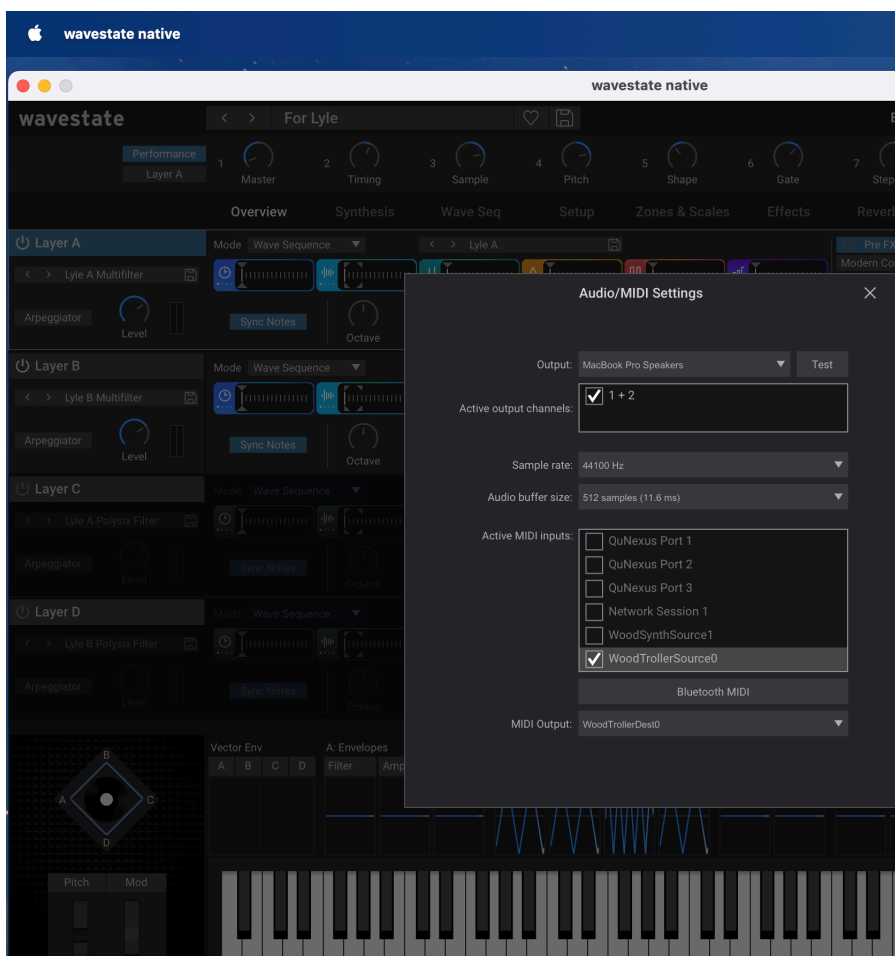 wavestate native
wavestate native
wavestate
< > For Lyle
Performance
Layer A
1 Master
2 Timing
3 Sample
4 Pitch
5 Shape
6 Gate
7 Step
Overview Synthesis Wave Seq Setup Zones & Scales Effects Reverb
Layer A
Mode Wave Sequence
< > Lyle A
Pre FX
Modern Co
< > Lyle A Multifilter
Arpeggiator
Level
Sync Notes
Octave
Layer B
Mode Wave Sequence
< > Lyle B Multifilter
Arpeggiator
Level
Sync Notes
Octave
Layer C
Mode Wave Sequence
< > Lyle A Polysix Filter
Arpeggiator
Level
Sync Notes
Octave
Layer D
Mode Wave Sequence
< > Lyle B Polysix Filter
Arpeggiator
Level
Sync Notes
Octave
Audio/MIDI Settings
Output: MacBook Pro Speakers Test
Active output channels: 1 + 2
Sample rate: 44100 Hz
Audio buffer size: 512 samples (11.6 ms)
Active MIDI inputs: QuNexus Port 1
QuNexus Port 2
QuNexus Port 3
Network Session 1
WoodSynthSource1
WoodTrollerSource0
Bluetooth MIDI
MIDI Output: WoodTrollerDest0
B
A C
D
Vector Env
A B C D
A: Envelopes
Filter Amp
Pitch Mod